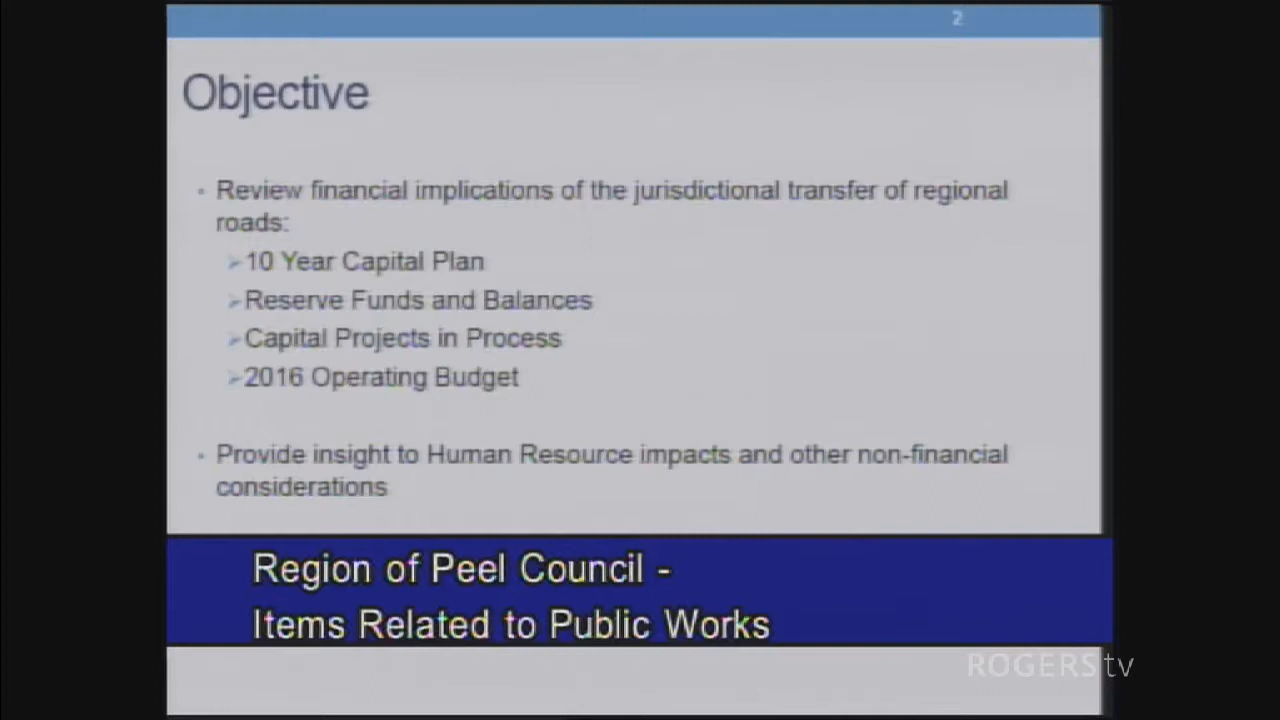 2
Objective
• Review financial implications of the jurisdictional transfer of regional
roads:
➢10 Year Capital Plan
➢Reserve Funds and Balances
➢Capital Projects in Process
➢2016 Operating Budget
• Provide insight to Human Resource impacts and other non-financial
considerations
Region of Peel Council -
Items Related to Public Works
ROGERS tv